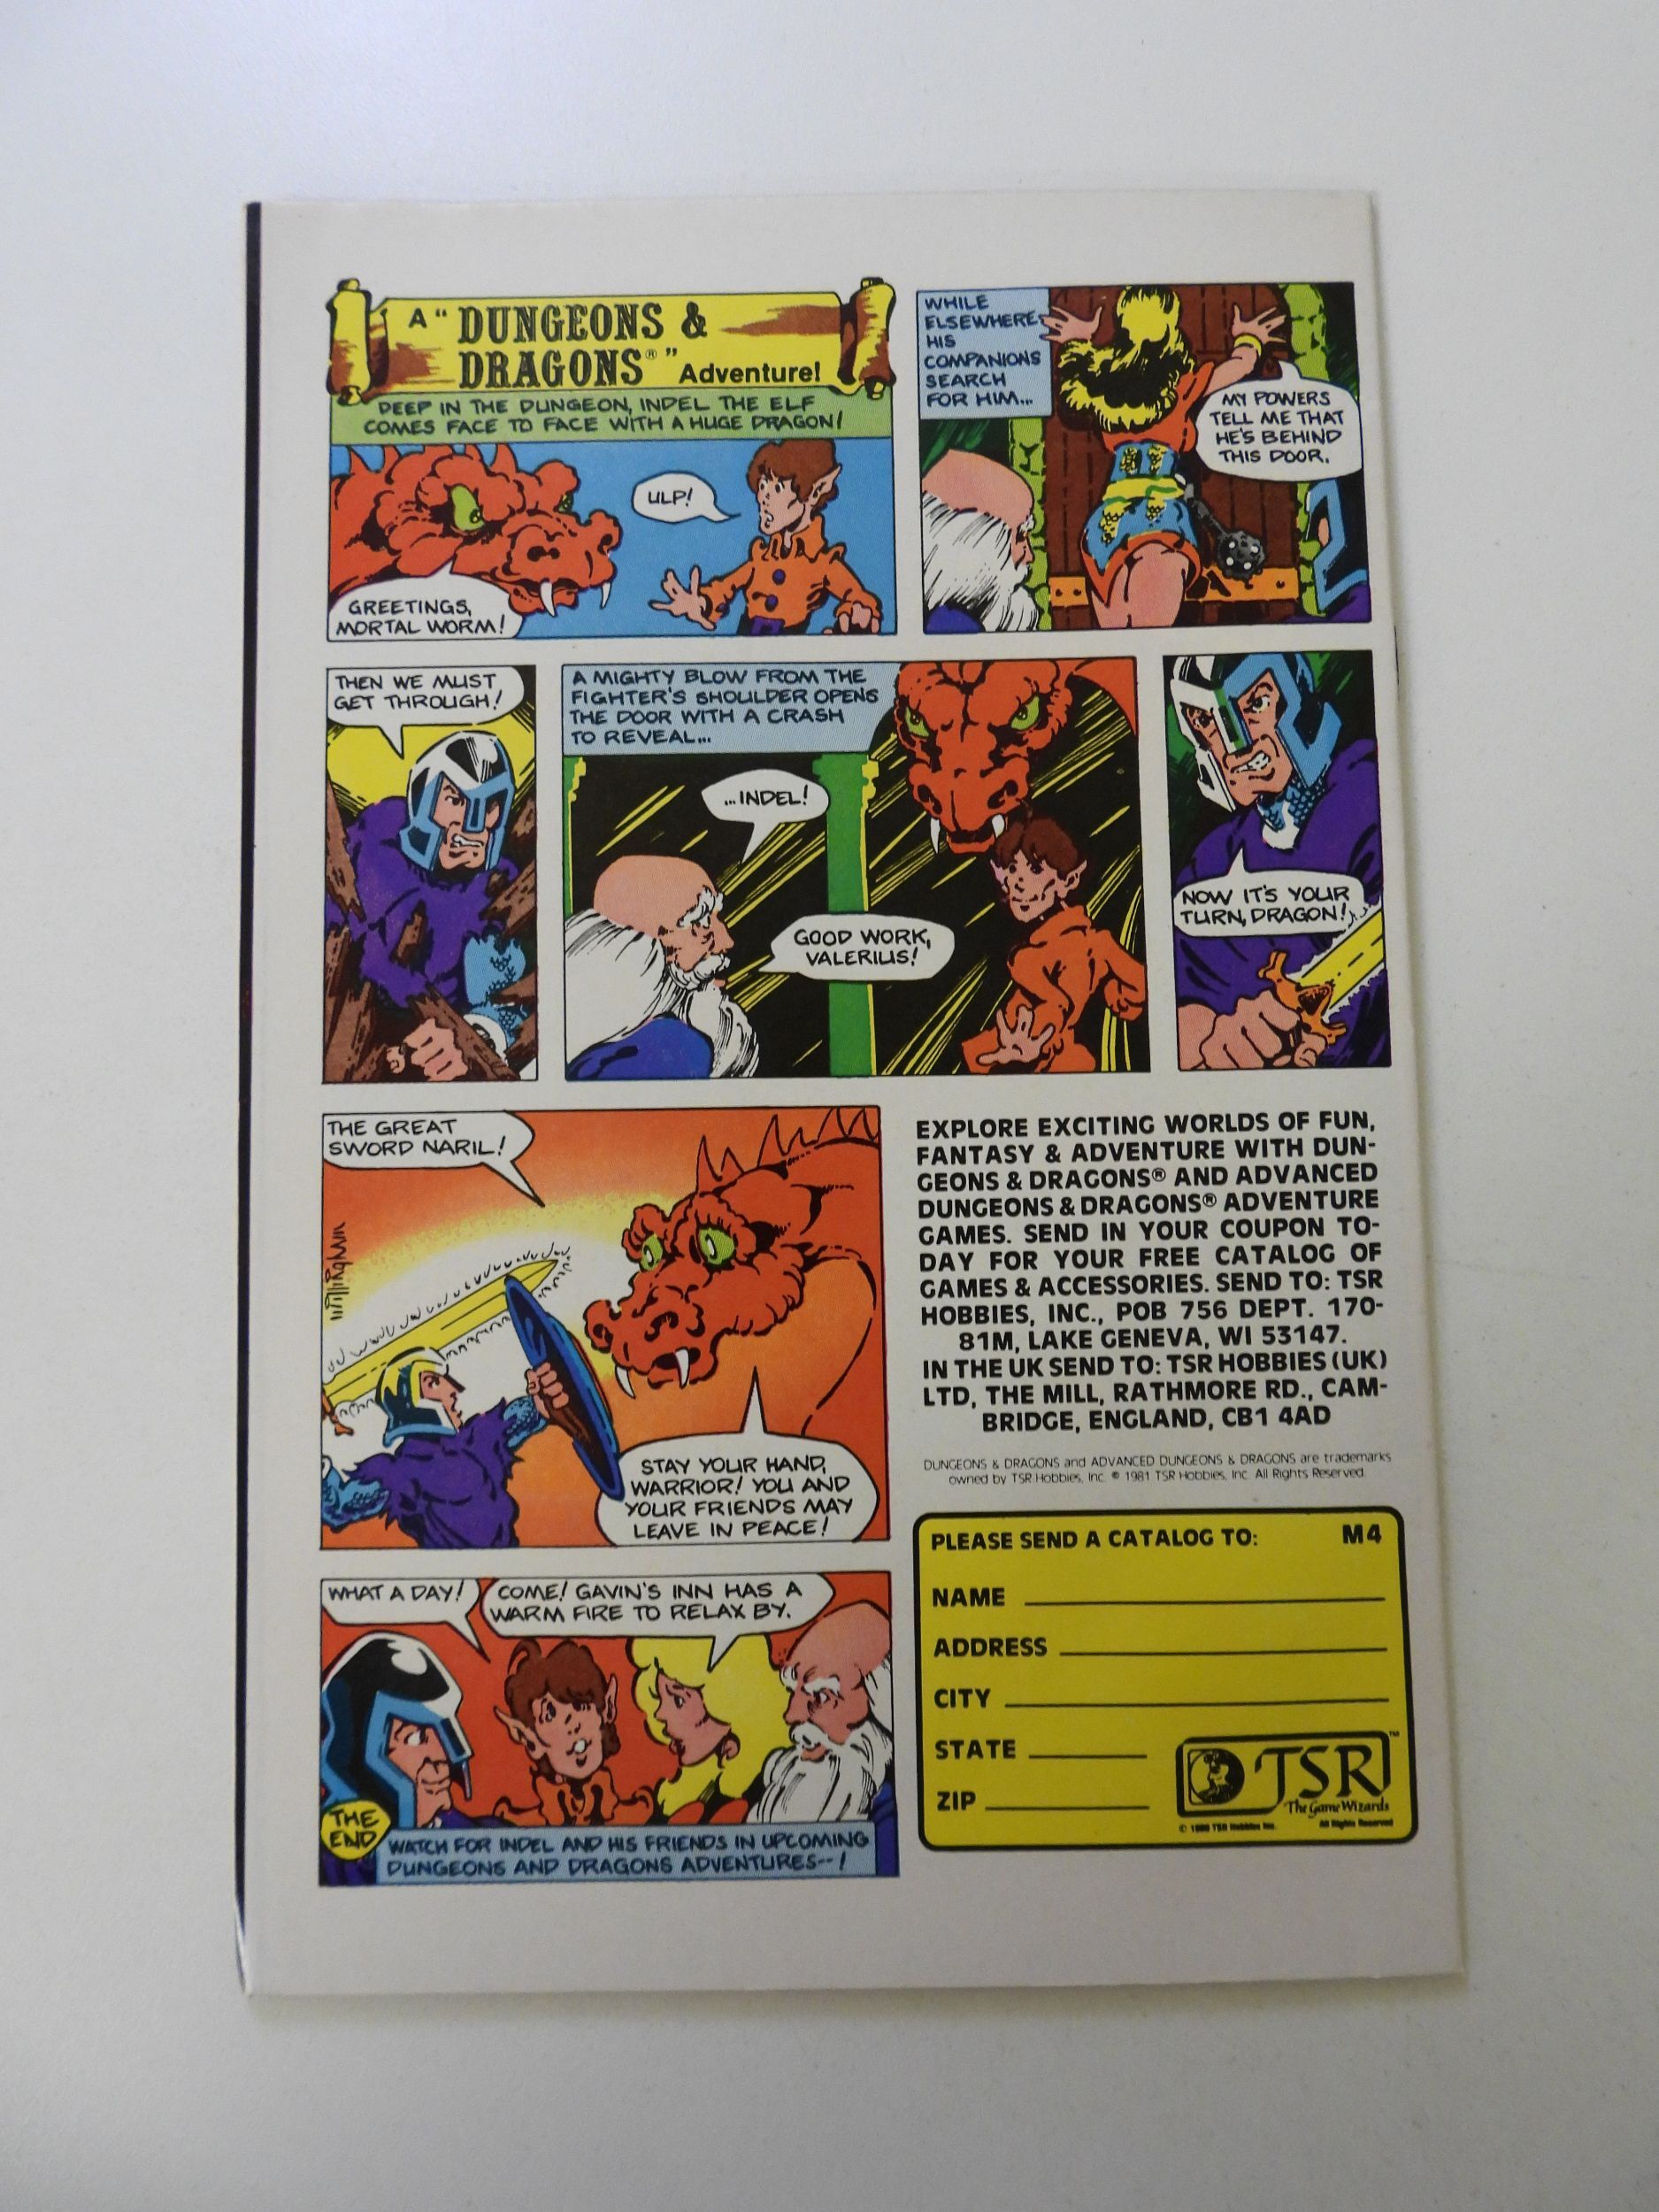 A " DUNGEONS &
DRAGONS® " Adventure!
DEEP IN THE DUNGEON, INDEL THE ELF
COMES FACE TO FACE WITH A HUGE DRAGON!
ULP!
GREETINGS,
MORTAL WORM!
WHILE
ELSEWHERE
HIS
COMPANIONS
SEARCH
FOR HIM...
MY POWERS
TELL ME THAT
HE'S BEHIND
THIS DOOR.
THEN WE MUST
GET THROUGH!
A MIGHTY BLOW FROM THE
FIGHTER'S SHOULDER OPENS
THE DOOR WITH A CRASH
TO REVEAL...
...INDEL!
GOOD WORK,
VALERIUS!
NOW IT'S YOUR
TURN, DRAGON!
THE GREAT
SWORD NARIL!
willingham
STAY YOUR HAND,
WARRIOR! YOU AND
YOUR FRIENDS MAY
LEAVE IN PEACE!
WHAT A DAY!
COME! GAVIN'S INN HAS A
WARM FIRE TO RELAX BY.
THE
END
WATCH FOR INDEL AND HIS FRIENDS IN UPCOMING
DUNGEONS AND DRAGONS ADVENTURES--!
EXPLORE EXCITING WORLDS OF FUN,
FANTASY & ADVENTURE WITH DUN-
GEONS & DRAGONS® AND ADVANCED
DUNGEONS & DRAGONS® ADVENTURE
GAMES. SEND IN YOUR COUPON TO-
DAY FOR YOUR FREE CATALOG OF
GAMES & ACCESSORIES. SEND TO: TSR
HOBBIES, INC., POB 756 DEPT. 170-
81M, LAKE GENEVA, WI 53147.
IN THE UK SEND TO: TSR HOBBIES (UK)
LTD, THE MILL, RATHMORE RD., CAM-
BRIDGE, ENGLAND, CB1 4AD
DUNGEONS & DRAGONS and ADVANCED DUNGEONS & DRAGONS are trademarks
owned by TSR Hobbies, Inc. © 1981 TSR Hobbies, Inc. All Rights Reserved.
PLEASE SEND A CATALOG TO: M4
NAME
ADDRESS
CITY
STATE
ZIP
TSR ™
The Game Wizards
© 1980 TSR Hobbies Inc. All Rights Reserved